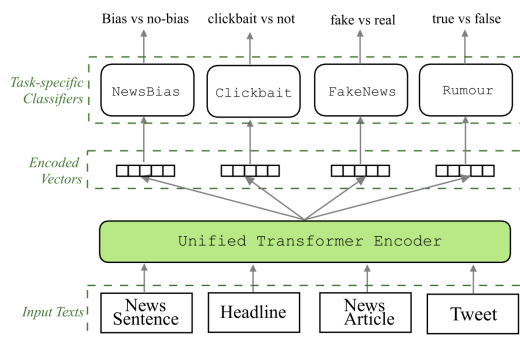 Bias vs no-bias clickbait vs not fake vs real true vs false
Task-specific
Classifiers
NewsBias Clickbait FakeNews Rumour
Encoded
Vectors
Unified Transformer Encoder
Input Texts
News
Sentence
Headline
News
Article
Tweet